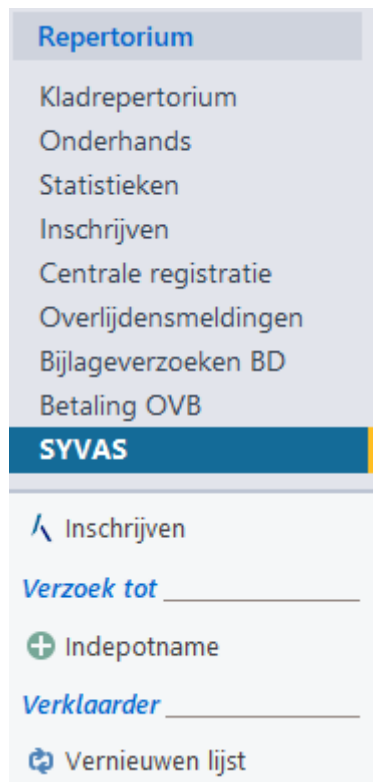 Repertorium
Kladrepertorium
Onderhands
Statistieken
Inschrijven
Centrale registratie
Overlijdensmeldingen
Bijlageverzoeken BD
Betaling OVB
SYVAS
Inschrijven
Verzoek tot
Indepotname
Verklaarder
Vernieuwen lijst